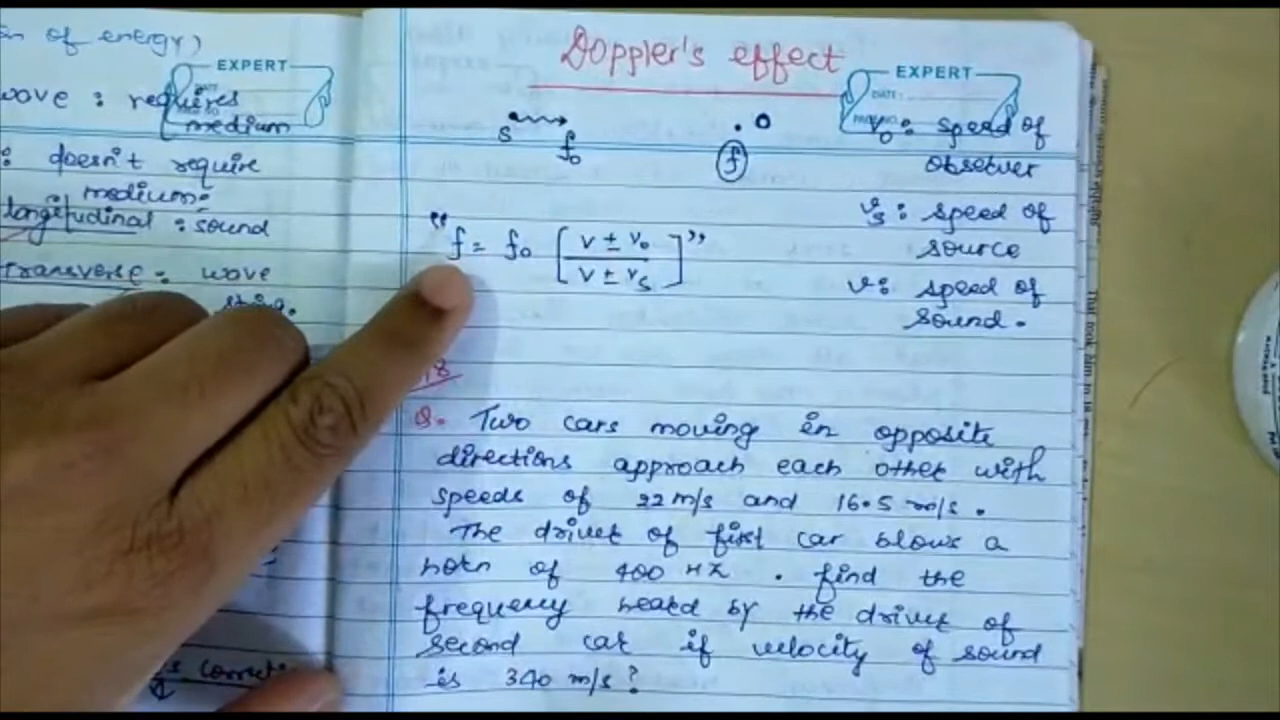 n of energy)
EXPERT
wave : requires
medium
: doesn't require
medium.
longitudinal : sound
transverse : wave
Doppler's effect
EXPERT
DATE:
S
f₀
O
f
v₀ : speed of
observer
vₛ : speed of
source
v : speed of
sound.
"f = f₀ [ v ± v₀ / v ± vₛ ]"
Q. Two cars moving in opposite
directions approach each other with
speeds of 22 m/s and 16.5 m/s.
The driver of first car blows a
horn of 400 HZ . find the
frequency heard by the driver of
second car if velocity of sound
is 340 m/s?